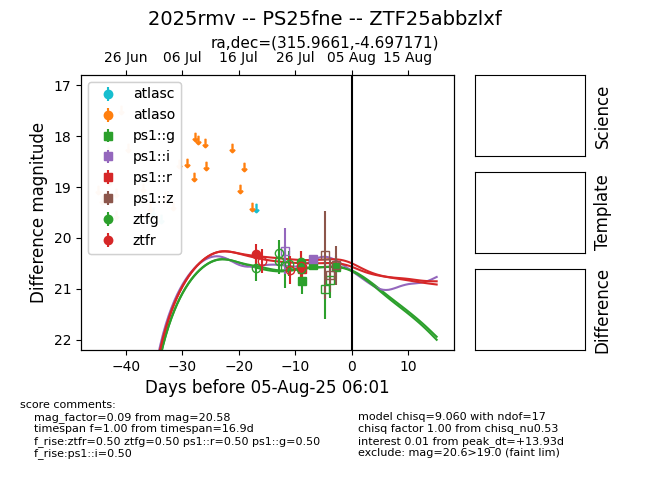 2025rmv -- PS25fne -- ZTF25abbzlxf
ra,dec=(315.9661,-4.697171)
26 Jun 06 Jul 16 Jul 26 Jul 05 Aug 15 Aug
17
18
19
20
21
22
Difference magnitude
atlasc
atlaso
ps1::g
ps1::i
ps1::r
ps1::z
ztfg
ztfr
−40 −30 −20 −10 0 10
Days before 05-Aug-25 06:01
Science
Template
Difference
score comments:
mag_factor=0.09 from mag=20.58
timespan f=1.00 from timespan=16.9d
f_rise:ztfr=0.50 ztfg=0.50 ps1::r=0.50 ps1::g=0.50
f_rise:ps1::i=0.50
model chisq=9.060 with ndof=17
chisq factor 1.00 from chisq_nu0.53
interest 0.01 from peak_dt=+13.93d
exclude: mag=20.6>19.0 (faint lim)